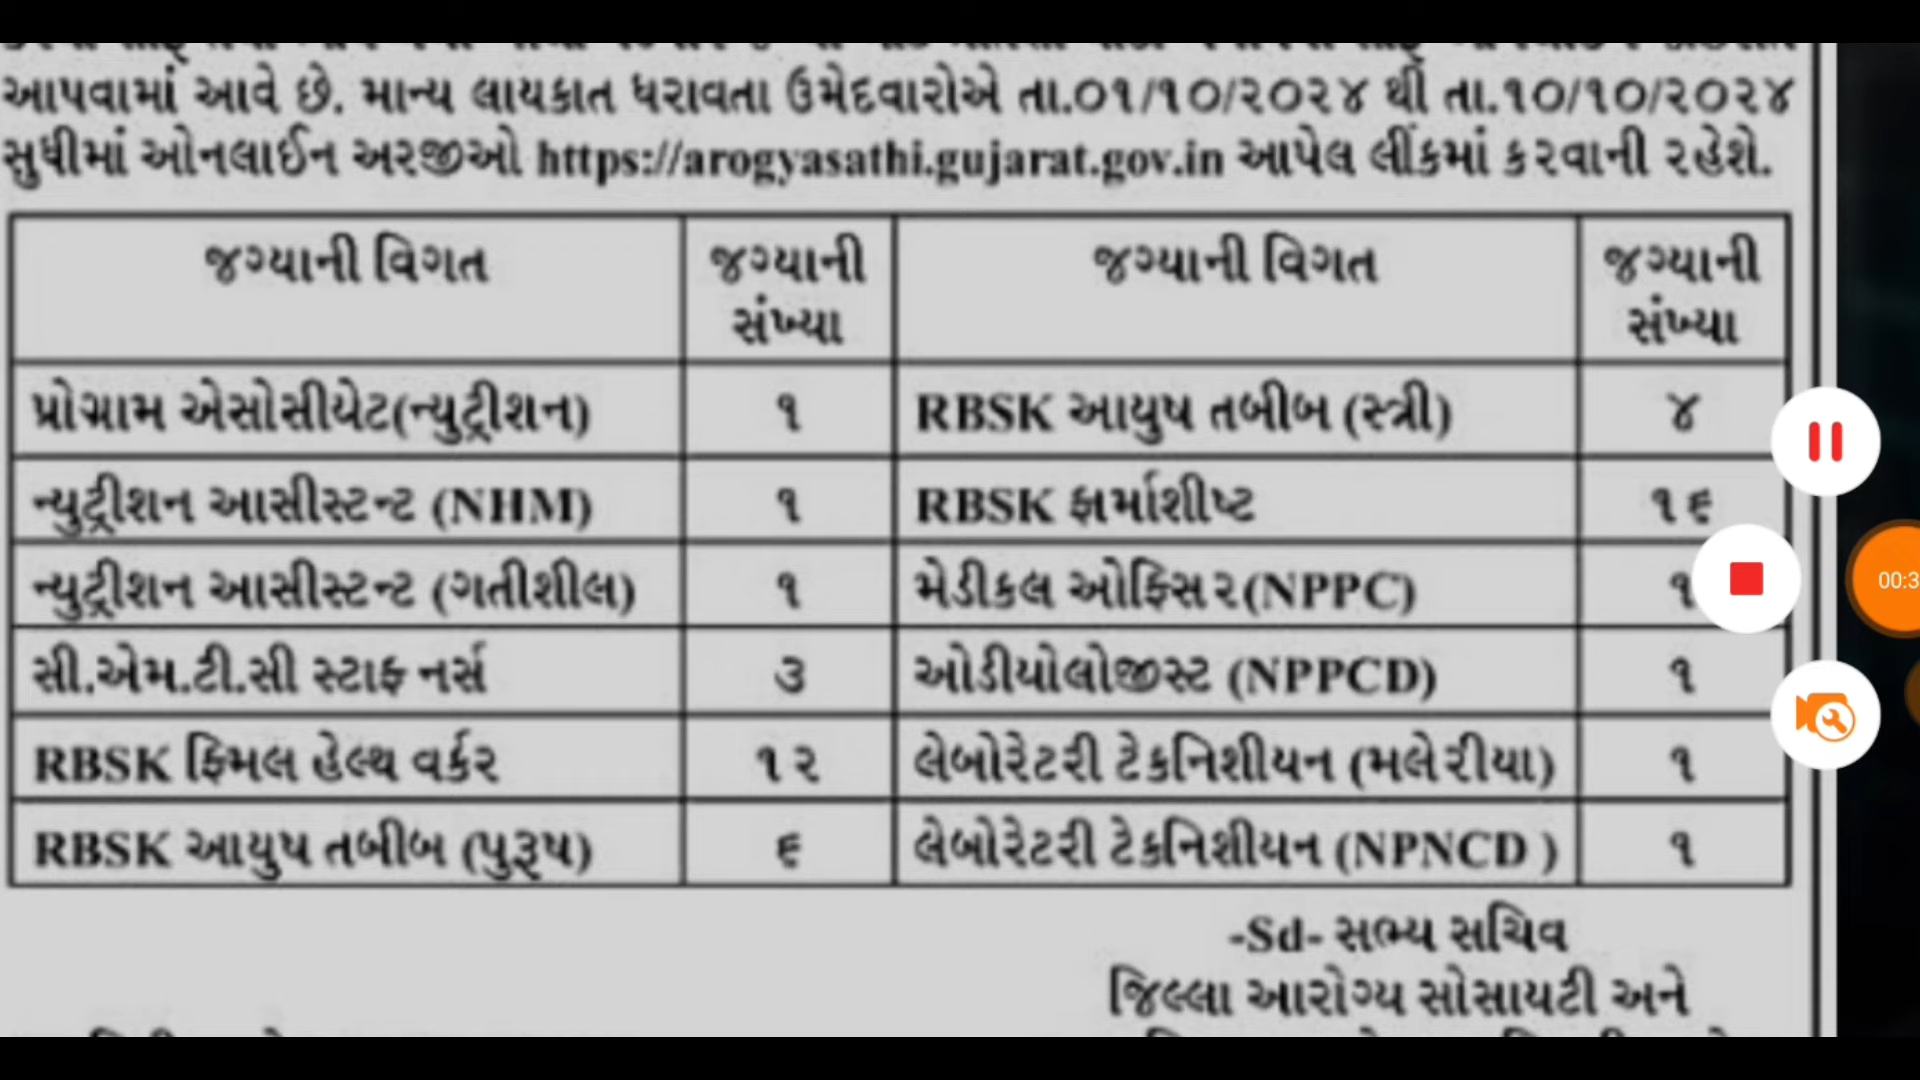 આપવામાં આવે છે. માન્ય લાયકાત ધરાવતા ઉમેદવારોએ તા.૦૧/૧૦/૨૦૨૪ થી તા.૧૦/૧૦/૨૦૨૪
સુધીમાં ઓનલાઈન અરજીઓ https://arogyasathi.gujarat.gov.in આપેલ લીંકમાં કરવાની રહેશે.
જગ્યાની વિગત જગ્યાની સંખ્યા જગ્યાની વિગત જગ્યાની સંખ્યા
પ્રોગ્રામ એસોસીયેટ(ન્યુટ્રીશન) ૧ RBSK આયુષ તબીબ (સ્ત્રી) ૪
ન્યુટ્રીશન આસીસ્ટન્ટ (NHM) ૧ RBSK ફાર્માશીષ્ટ ૧૬
ન્યુટ્રીશન આસીસ્ટન્ટ (ગતીશીલ) ૧ મેડીકલ ઓફિસર(NPPC) ૧
સી.એમ.ટી.સી સ્ટાફ નર્સ ૩ ઓડીયોલોજીસ્ટ (NPPCD) ૧
RBSK ફિમેલ હેલ્થ વર્કર ૧૨ લેબોરેટરી ટેકનિશીયન (મલેરીયા) ૧
RBSK આયુષ તબીબ (પુરૂષ) ૬ લેબોરેટરી ટેકનિશીયન (NPNCD ) ૧
-Sd- સભ્ય સચિવ
જિલ્લા આરોગ્ય સોસાયટી અને
00:3